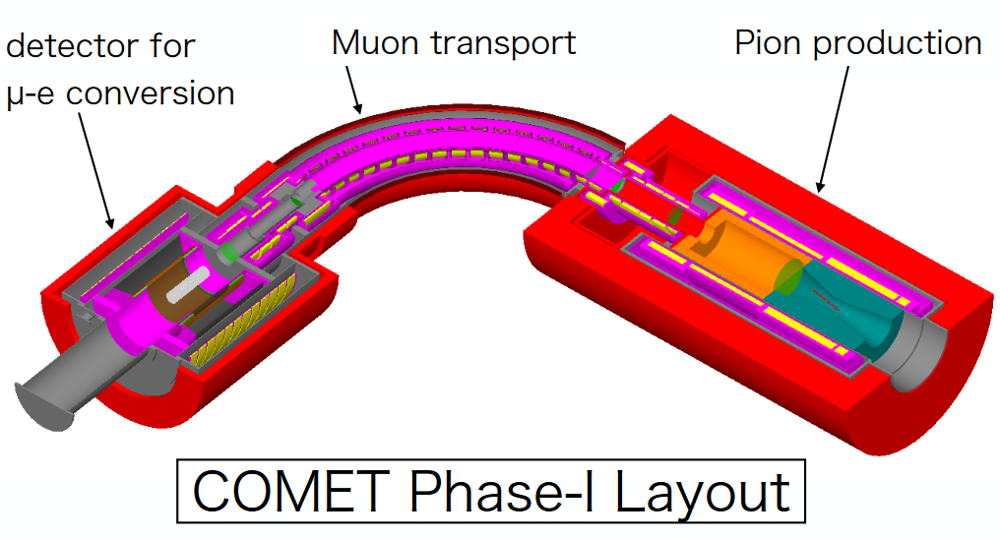 detector for
μ-e conversion
Muon transport
Pion production
COMET Phase-I Layout